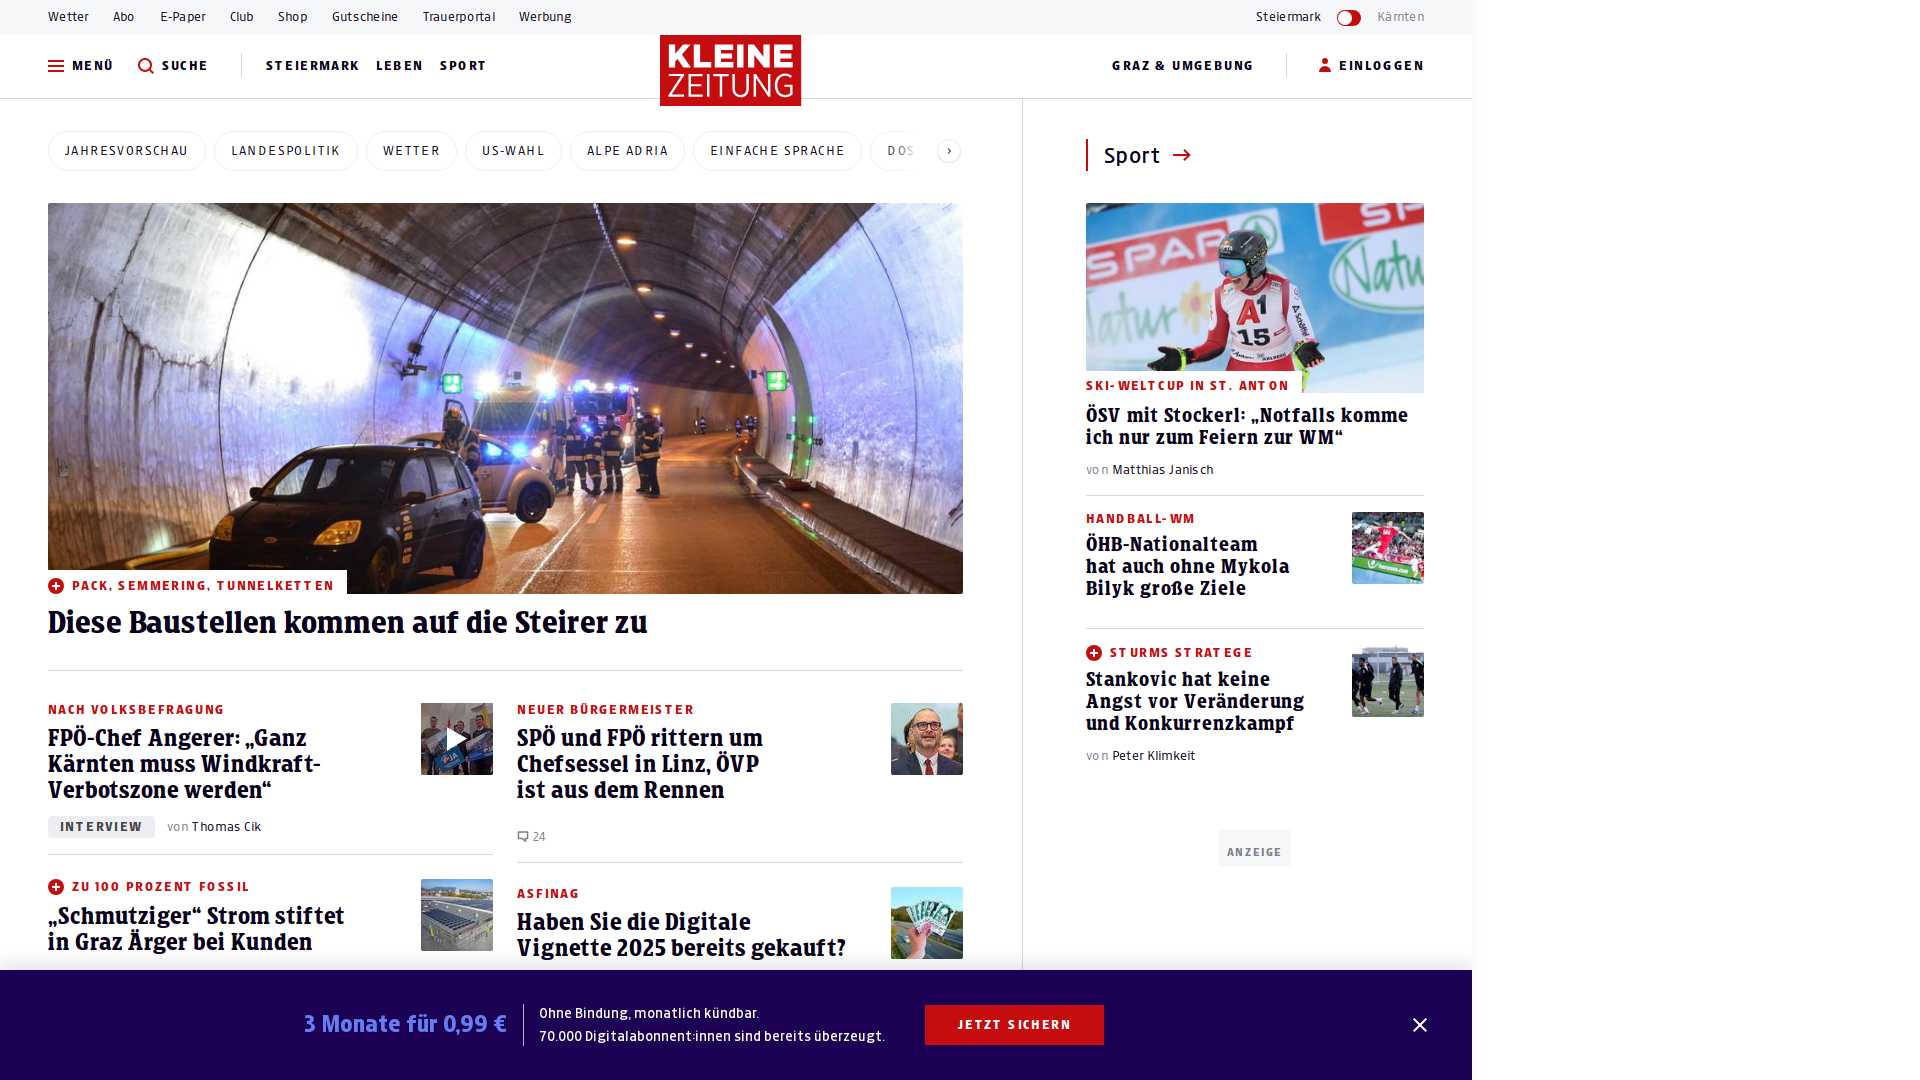 Wetter Abo E-Paper Club Shop Gutscheine Trauerportal Werbung Steiermark Kärnten
MENÜ SUCHE STEIERMARK LEBEN SPORT
KLEINE
ZEITUNG
GRAZ & UMGEBUNG EINLOGGEN
JAHRESVORSCHAU LANDESPOLITIK WETTER US-WAHL ALPE ADRIA EINFACHE SPRACHE DOS
PACK, SEMMERING, TUNNELKETTEN
Diese Baustellen kommen auf die Steirer zu
NACH VOLKSBEFRAGUNG
FPÖ-Chef Angerer: „Ganz
Kärnten muss Windkraft-
Verbotszone werden“
INTERVIEW von Thomas Cik
ZU 100 PROZENT FOSSIL
„Schmutziger“ Strom stiftet
in Graz Ärger bei Kunden
NEUER BÜRGERMEISTER
SPÖ und FPÖ rittern um
Chefsessel in Linz, ÖVP
ist aus dem Rennen
24
ASFINAG
Haben Sie die Digitale
Vignette 2025 bereits gekauft?
Sport
SPAR
SP
Natur
Natur
A1
15
SKI-WELTCUP IN ST. ANTON
ÖSV mit Stockerl: „Notfalls komme
ich nur zum Feiern zur WM“
von Matthias Janisch
HANDBALL-WM
ÖHB-Nationalteam
hat auch ohne Mykola
Bilyk große Ziele
STURMS STRATEGE
Stankovic hat keine
Angst vor Veränderung
und Konkurrenzkampf
von Peter Klimkeit
ANZEIGE
3 Monate für 0,99 €
Ohne Bindung, monatlich kündbar.
70.000 Digitalabonnent:innen sind bereits überzeugt.
JETZT SICHERN